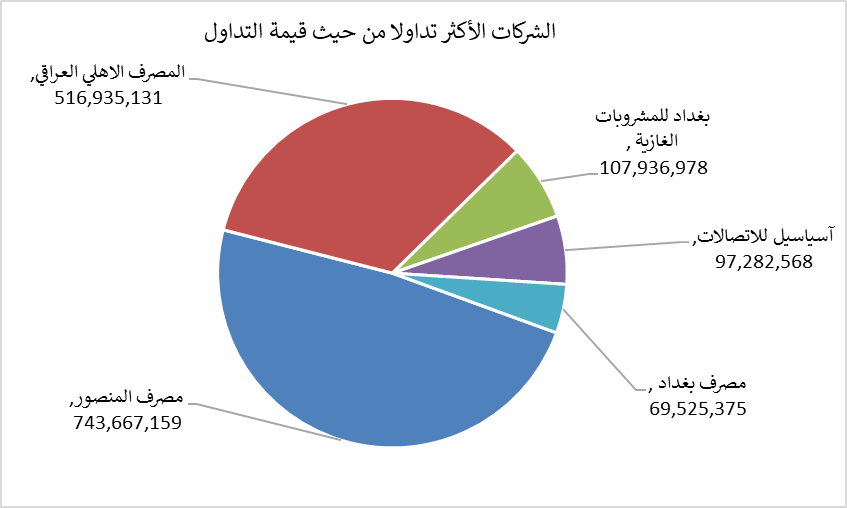 الشركات الأكثر تداولا من حيث قيمة التداول
المصرف الاهلي العراقي,
516,935,131
بغداد للمشروبات
الغازية ,
107,936,978
آسياسيل للاتصالات,
97,282,568
مصرف بغداد ,
69,525,375
مصرف المنصور,
743,667,159